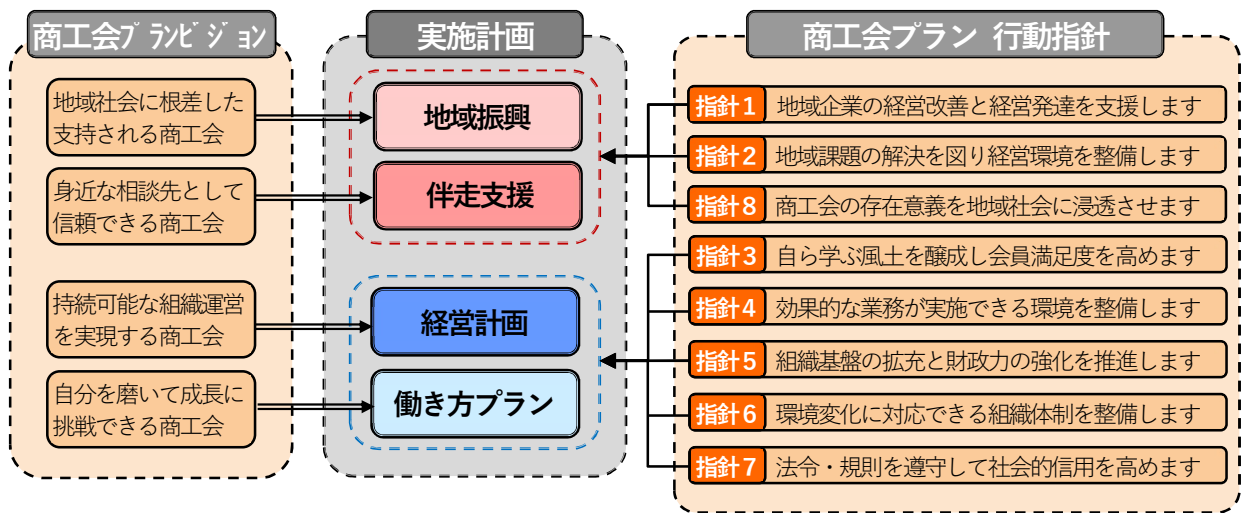 商工会ﾌﾟﾗﾝﾋﾞｼﾞｮﾝ
地域社会に根差した
支持される商工会
身近な相談先として
信頼できる商工会
持続可能な組織運営
を実現する商工会
自分を磨いて成長に
挑戦できる商工会
実施計画
地域振興
伴走支援
経営計画
働き方プラン
商工会プラン 行動指針
指針1 地域企業の経営改善と経営発達を支援します
指針2 地域課題の解決を図り経営環境を整備します
指針8 商工会の存在意義を地域社会に浸透させます
指針3 自ら学ぶ風土を醸成し会員満足度を高めます
指針4 効果的な業務が実施できる環境を整備します
指針5 組織基盤の拡充と財政力の強化を推進します
指針6 環境変化に対応できる組織体制を整備します
指針7 法令・規則を遵守して社会的信用を高めます